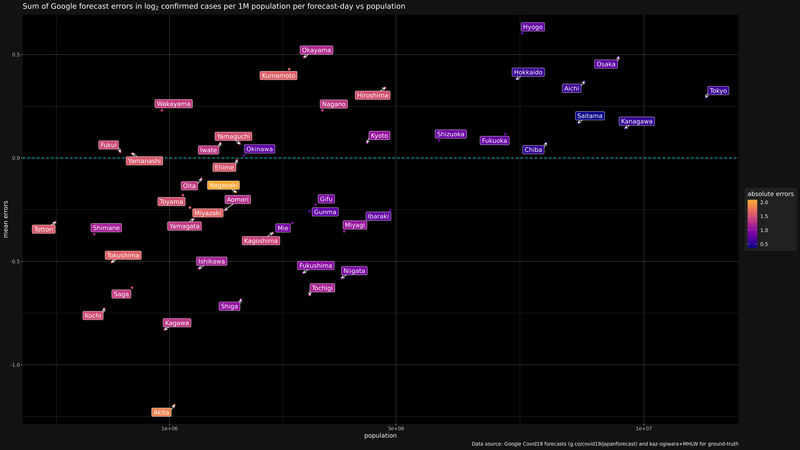 Sum of Google forecast errors in log₂ confirmed cases per 1M population per forecast-day vs population
Hyogo
0.5
Okayama
Osaka
Kumamoto
Hokkaido
Aichi
Tokyo
Hiroshima
Wakayama
Nagano
Saitama
Kanagawa
Yamaguchi
Kyoto
Shizuoka
Fukuoka
Fukui
Iwate
Okinawa
Chiba
0.0
Yamanashi
Ehime
Oita
Nagasaki
absolute errors
2.0
1.5
1.0
0.5
Toyama
Aomori
Gifu
Miyazaki
Gunma
Ibaraki
mean errors
Tottori
Shimane
Yamagata
Mie
Miyagi
Kagoshima
-0.5
Tokushima
Ishikawa
Fukushima
Niigata
Saga
Tochigi
Shiga
Kochi
Kagawa
-1.0
Akita
1e+06
3e+06
1e+07
population
Data source: Google Covid19 forecasts (g.co/covid19/japanforecast) and kaz-ogiwara+MHLW for ground-truth